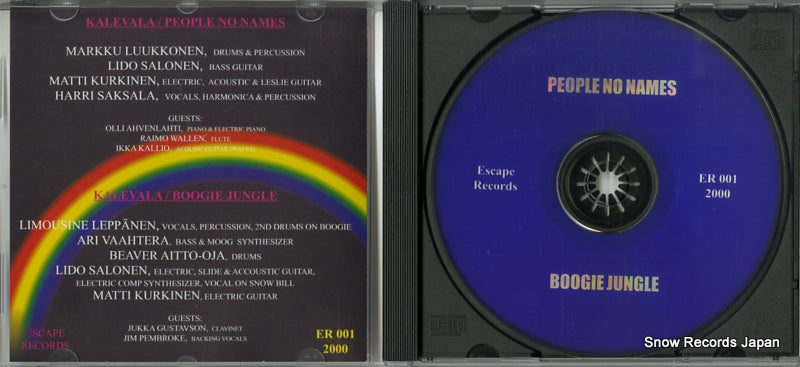 KALEVALA / PEOPLE NO NAMES
MARKKU LUUKKONEN, DRUMS & PERCUSSION
LIDO SALONEN, BASS GUITAR
MATTI KURKINEN, ELECTRIC, ACOUSTIC & LESLIE GUITAR
HARRI SAKSALA, VOCALS, HARMONICA & PERCUSSION
GUESTS:
OLLI AHVENLAHTI, PIANO & ELECTRIC PIANO
RAIMO WALLEN, FLUTE
IKKA KALLIO, ACOUSIC GUITAR (WAVES)
KALEVALA / BOOGIE JUNGLE
LIMOUSINE LEPPÄNEN, VOCALS, PERCUSSION, 2ND DRUMS ON BOOGIE
ARI VAAHTERA, BASS & MOOG SYNTHESIZER
BEAVER AITTO-OJA, DRUMS
LIDO SALONEN, ELECTRIC, SLIDE & ACCOUSTIC GUITAR,
ELECTRIC COMP SYNTHESIZER, VOCAL ON SNOW BILL
MATTI KURKINEN, ELECTRIC GUITAR
GUESTS:
JUKKA GUSTAVSON, CLAVINET
JIM PEMBROKE, BACKING VOCALS
ESCAPE
RECORDS
ER 001
2000
PEOPLE NO NAMES
Escape
Records
ER 001
2000
BOOGIE JUNGLE
Snow Records Japan